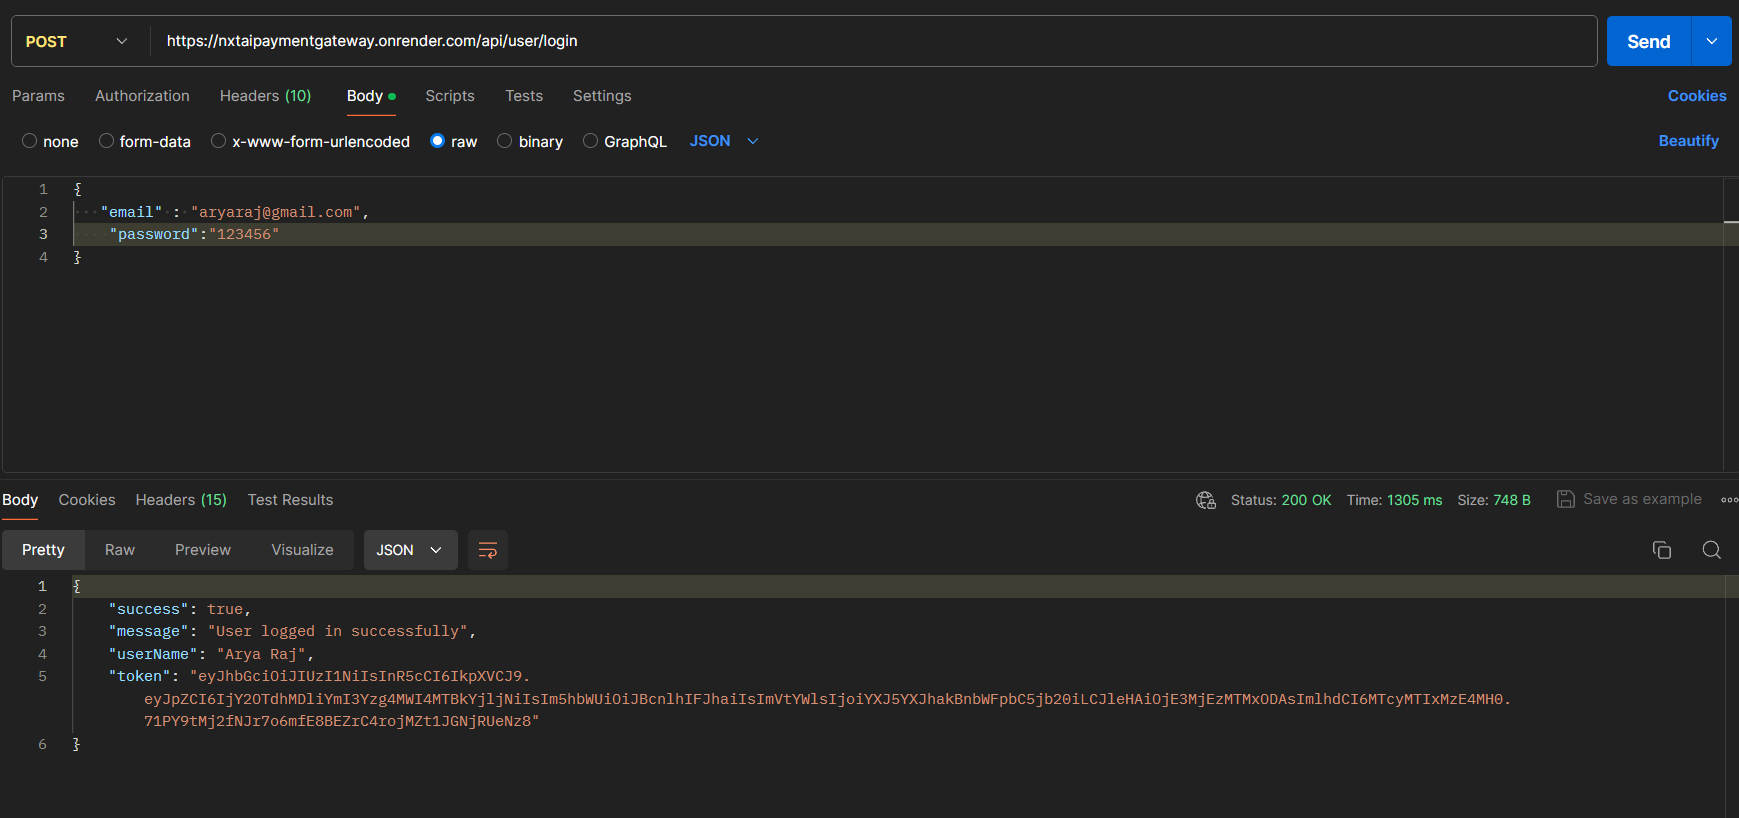 POST https://nxtaipaymentgateway.onrender.com/api/user/login Send
Params Authorization Headers (10) Body Scripts Tests Settings Cookies
none form-data x-www-form-urlencoded raw binary GraphQL JSON Beautify
1 {
2 ···"email"·:·"aryaraj@gmail.com",
3 ····"password":"123456"
4 }
Body Cookies Headers (15) Test Results Status: 200 OK Time: 1305 ms Size: 748 B Save as example
Pretty Raw Preview Visualize JSON
1 {
2 "success": true,
3 "message": "User logged in successfully",
4 "userName": "Arya Raj",
5 "token": "eyJhbGciOiJIUzI1NiIsInR5cCI6IkpXVCJ9.
eyJpZCI6IjY2OTdhMDliYmI3Yzg4MWI4MTBkYjljNiIsIm5hbWUiOiJBcnlhIFJhaiIsImVtYWlsIjoiYXJ5YXJhakBnbWFpbC5jb20iLCJleHAiOjE3MjEzMTMxODAsImlhdCI6MTcyMTIxMzE4MH0.
71PY9tMj2fNJr7o6mfE8BEZrC4rojMZt1JGNjRUeNz8"
6 }